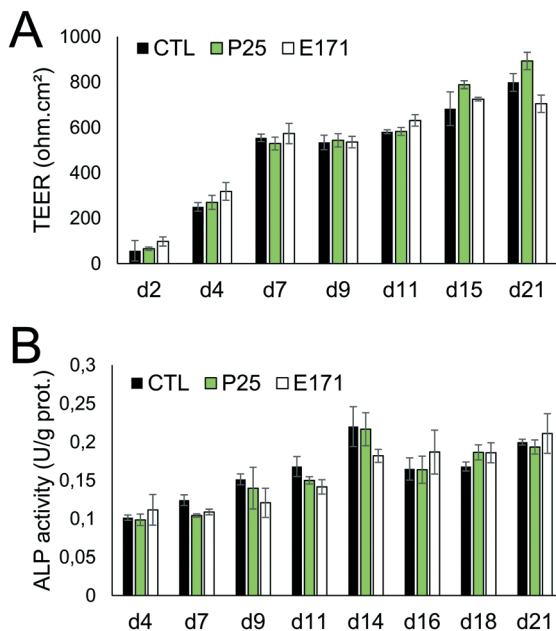 A
CTL P25 E171
TEER (ohm.cm²)
1000
800
600
400
200
0
d2 d4 d7 d9 d11 d15 d21
B
CTL P25 E171
ALP activity (U/g prot.)
0,3
0,25
0,2
0,15
0,1
0,05
0
d4 d7 d9 d11 d14 d16 d18 d21